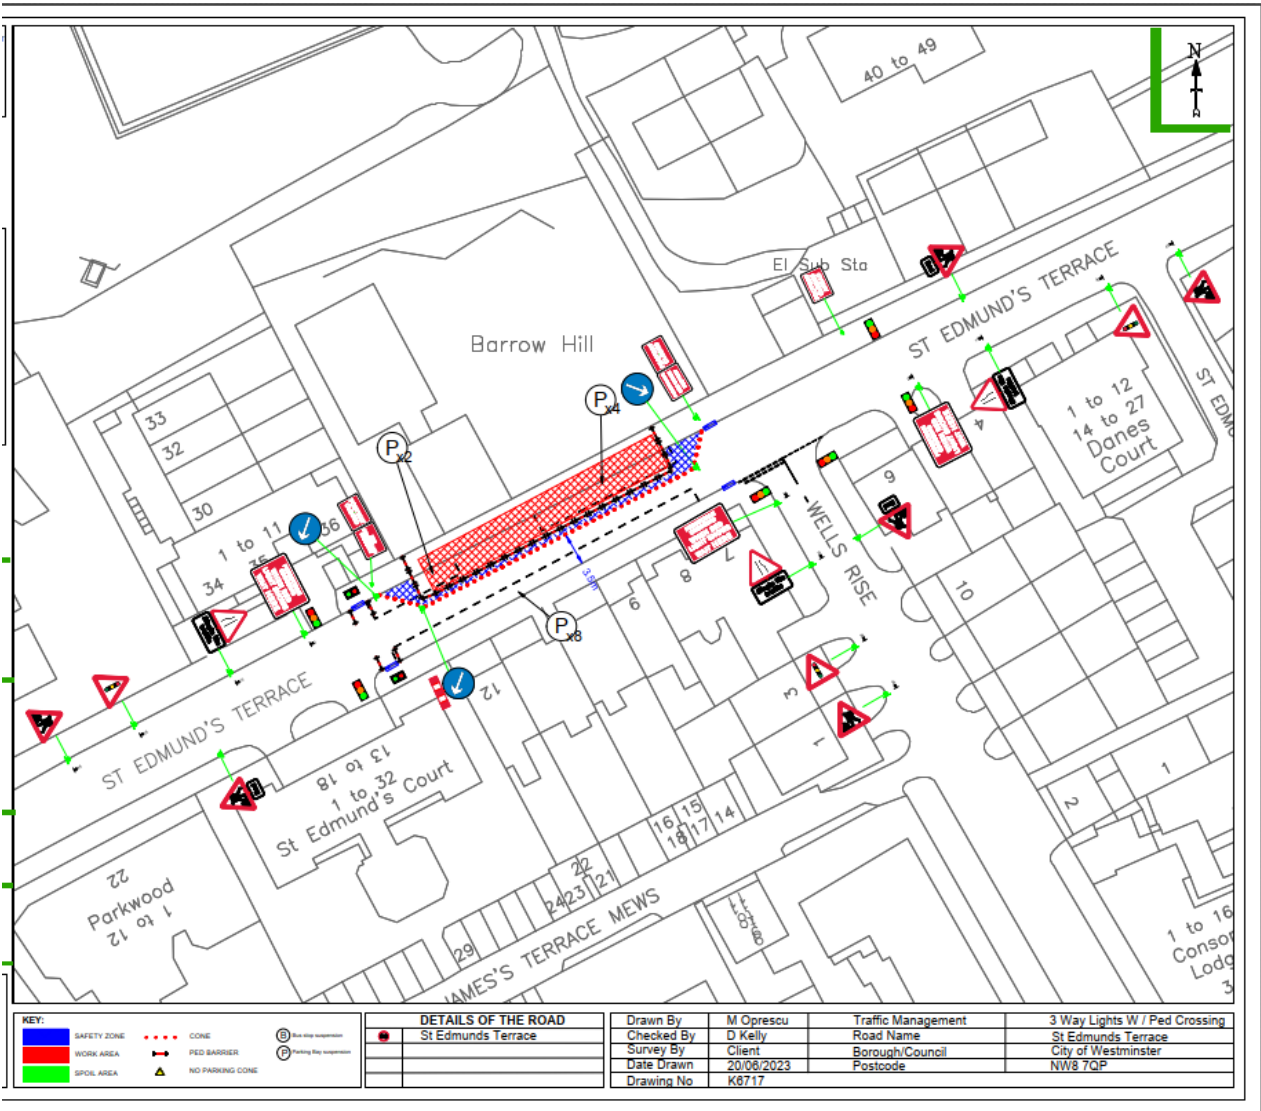 N
40 to 49
El Sub Sta
ST EDMUND'S TERRACE
Barrow Hill
P x4
P x2
33
32
30
1 to 11
35
36
34
1 to 12
14 to 27
Danes
Court
ST EDM
4
9
7
8
6
WELLS RISE
10
3.5m
P x8
12
3
1
ST EDMUND'S TERRACE
13 to 18
1 to 32
St Edmund's Court
22
Parkwood
1 to 12
16 15
18 17 14
22
24 23 21
29
JAMES'S TERRACE MEWS
2
1
1 to 16
Consor
Lodg
3
KEY:
SAFETY ZONE
WORK AREA
SPOIL AREA
CONE
PED BARRIER
NO PARKING CONE
B Bus stop suspension
P Parking Bay suspension
DETAILS OF THE ROAD
St Edmunds Terrace
Drawn By M Oprescu Traffic Management 3 Way Lights W / Ped Crossing
Checked By D Kelly Road Name St Edmunds Terrace
Survey By Client Borough/Council City of Westminster
Date Drawn 20/06/2023 Postcode NW8 7QP
Drawing No K6717